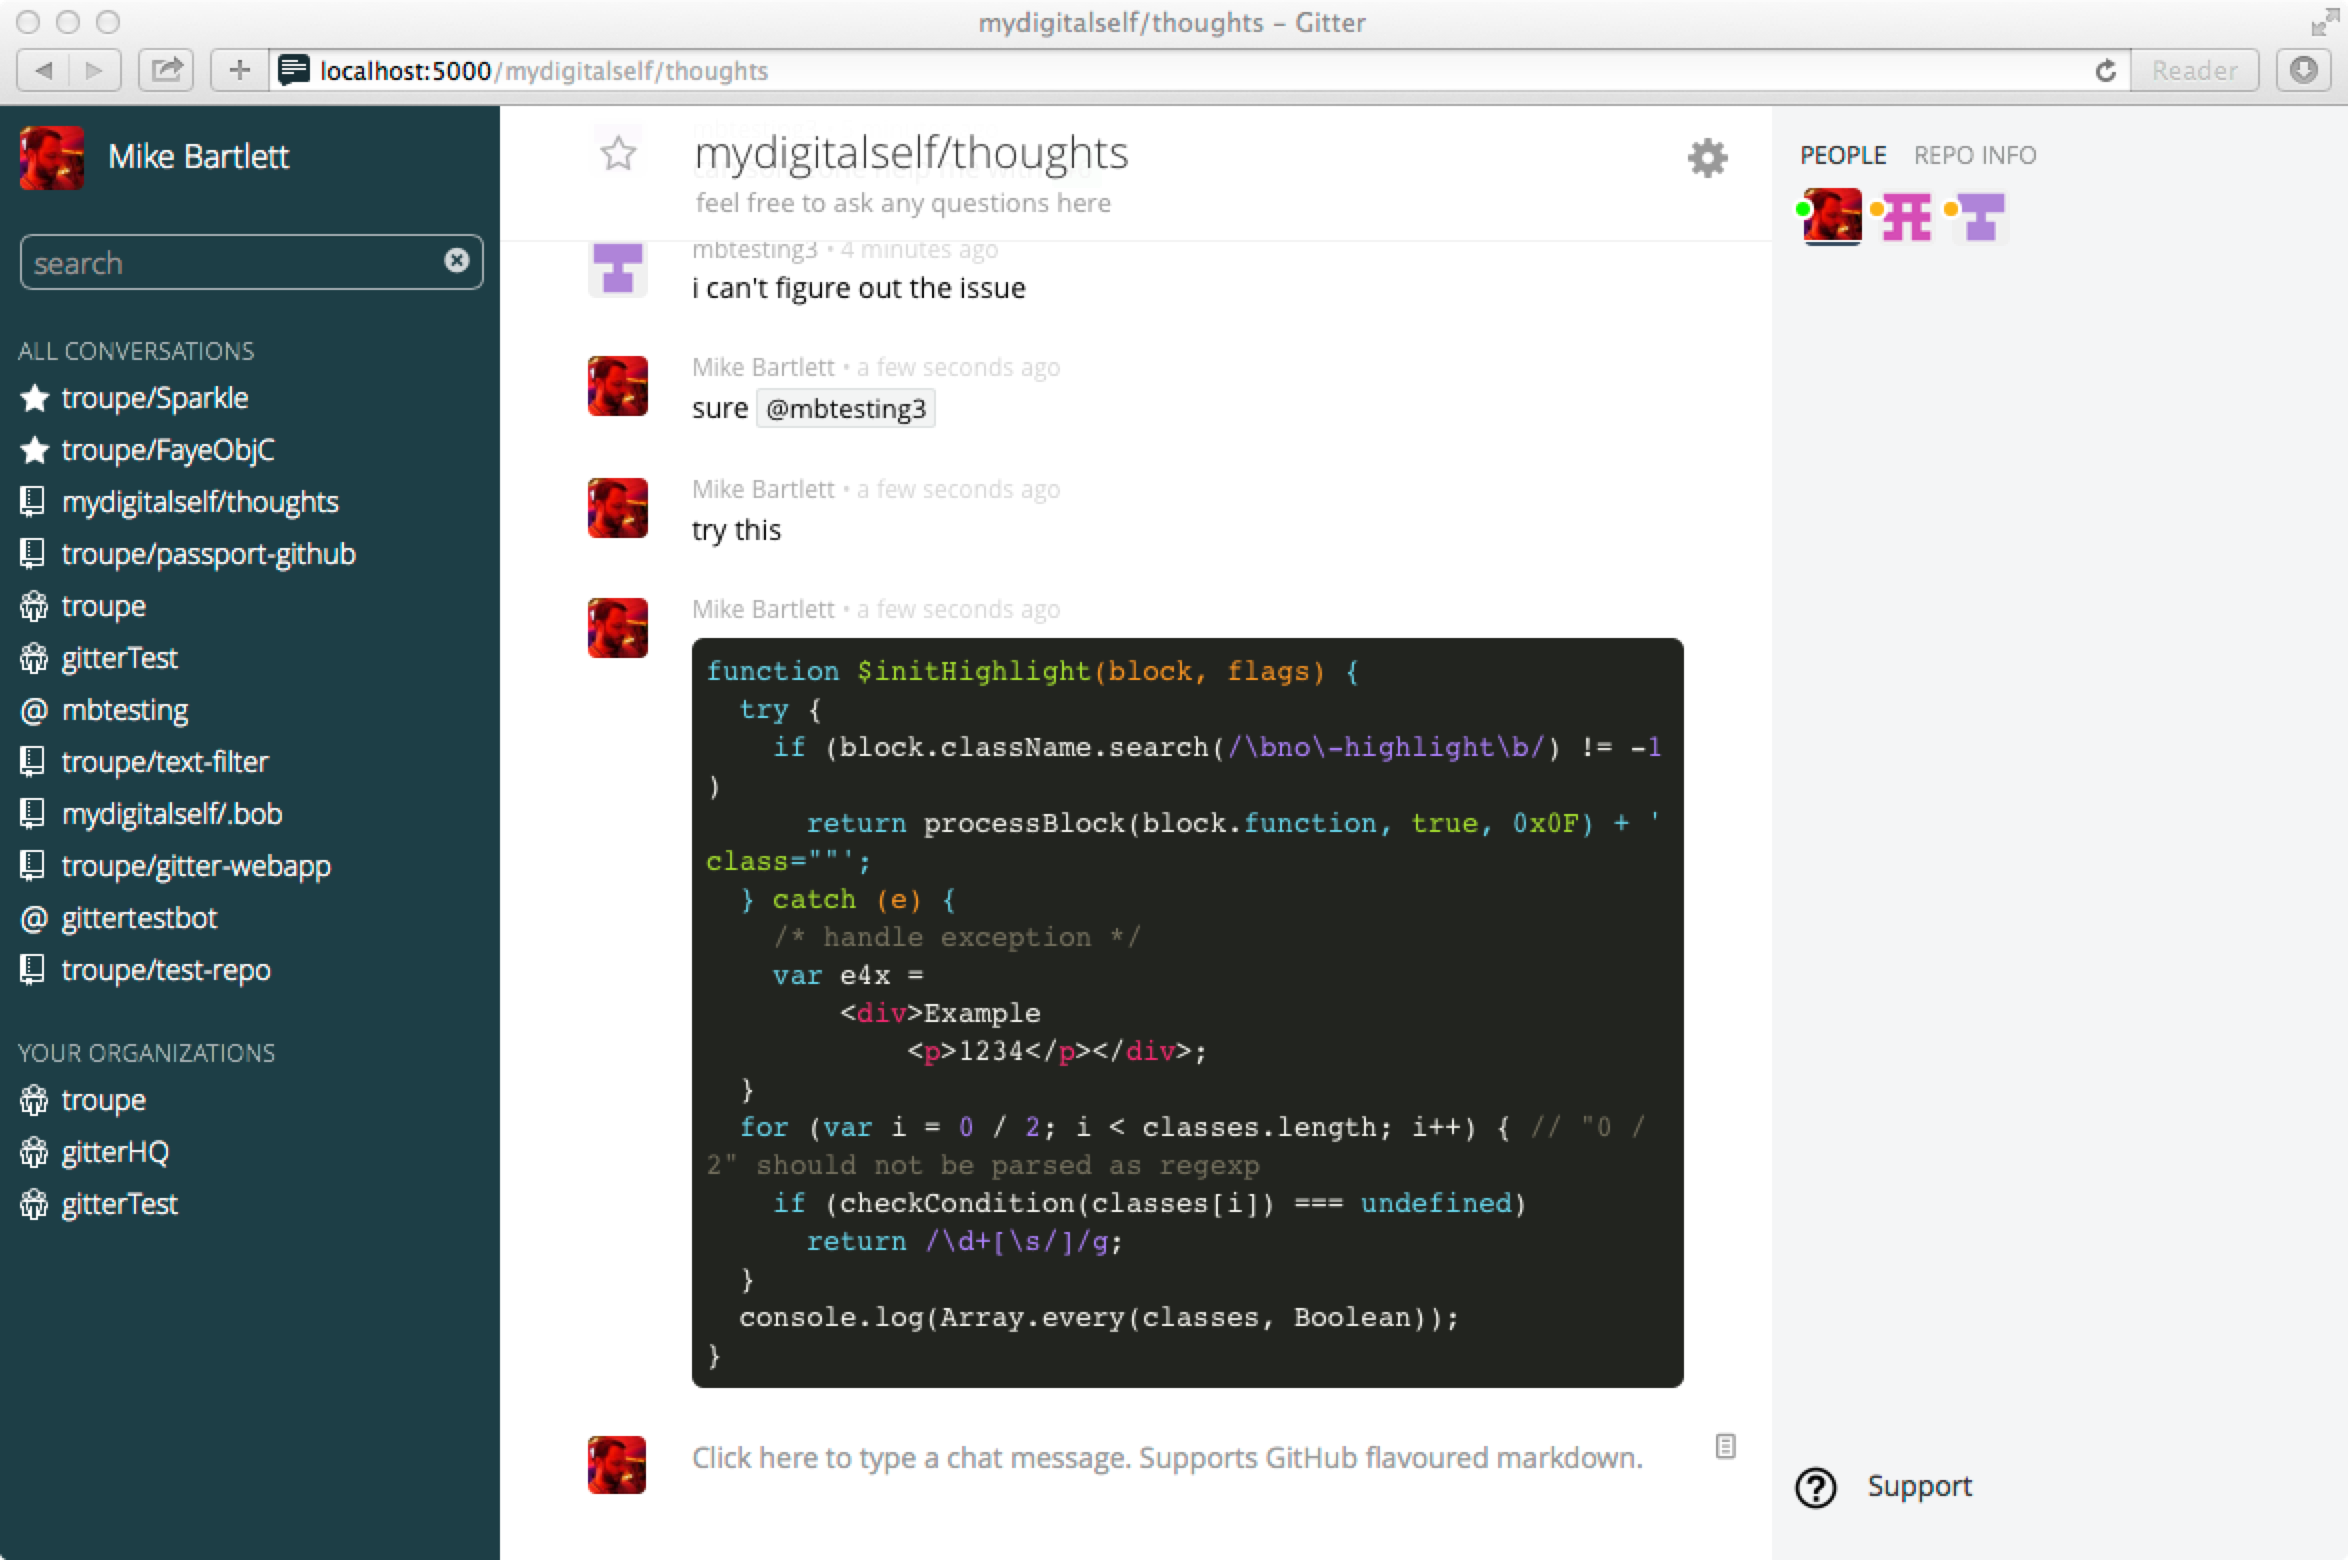 mydigitalself/thoughts – Gitter
localhost:5000/mydigitalself/thoughts
Reader
Mike Bartlett
search
ALL CONVERSATIONS
troupe/Sparkle
troupe/FayeObjC
mydigitalself/thoughts
troupe/passport-github
troupe
gitterTest
@ mbtesting
troupe/text-filter
mydigitalself/.bob
troupe/gitter-webapp
@ gittertestbot
troupe/test-repo
YOUR ORGANIZATIONS
troupe
gitterHQ
gitterTest
mydigitalself/thoughts
feel free to ask any questions here
mbtesting3 • 4 minutes ago
i can't figure out the issue
Mike Bartlett • a few seconds ago
sure @mbtesting3
Mike Bartlett • a few seconds ago
try this
Mike Bartlett • a few seconds ago
function $initHighlight(block, flags) {
  try {
    if (block.className.search(/\bno\-highlight\b/) != -1
)
      return processBlock(block.function, true, 0x0F) + '
class=""';
  } catch (e) {
    /* handle exception */
    var e4x =
        <div>Example
            <p>1234</p></div>;
  }
  for (var i = 0 / 2; i < classes.length; i++) { // "0 /
2" should not be parsed as regexp
    if (checkCondition(classes[i]) === undefined)
      return /\d+[\s/]/g;
  }
  console.log(Array.every(classes, Boolean));
}
Click here to type a chat message. Supports GitHub flavoured markdown.
PEOPLE REPO INFO
Support